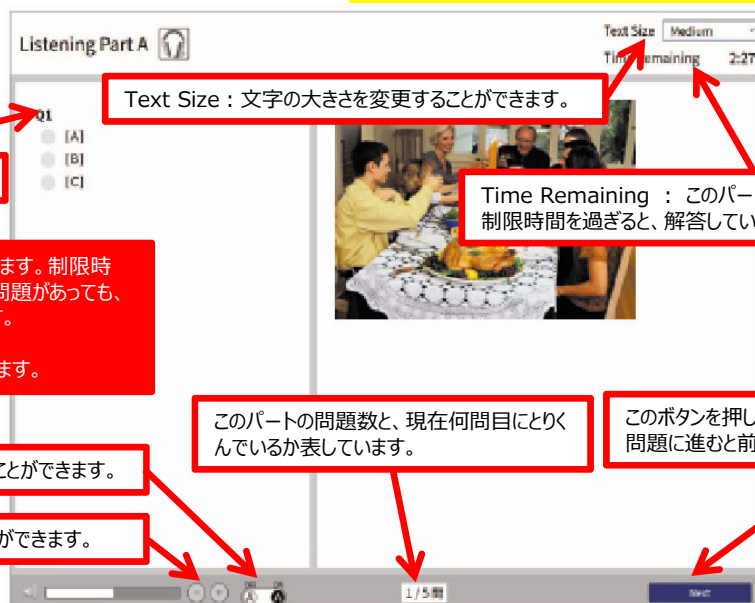 Listening Part A
Text Size Medium
Time Remaining 2:27
Text Size：文字の大きさを変更することができます。
Q1
[A]
[B]
[C]
Time Remaining ： このパー
制限時間を過ぎると、解答してい
ます。制限時
問題があっても、
す。
ます。
このパートの問題数と、現在何問目にとりく
んでいるか表しています。
このボタンを押し
問題に進むと前
ことができます。
ができます。
OFF ON
A A
1/5問
Next